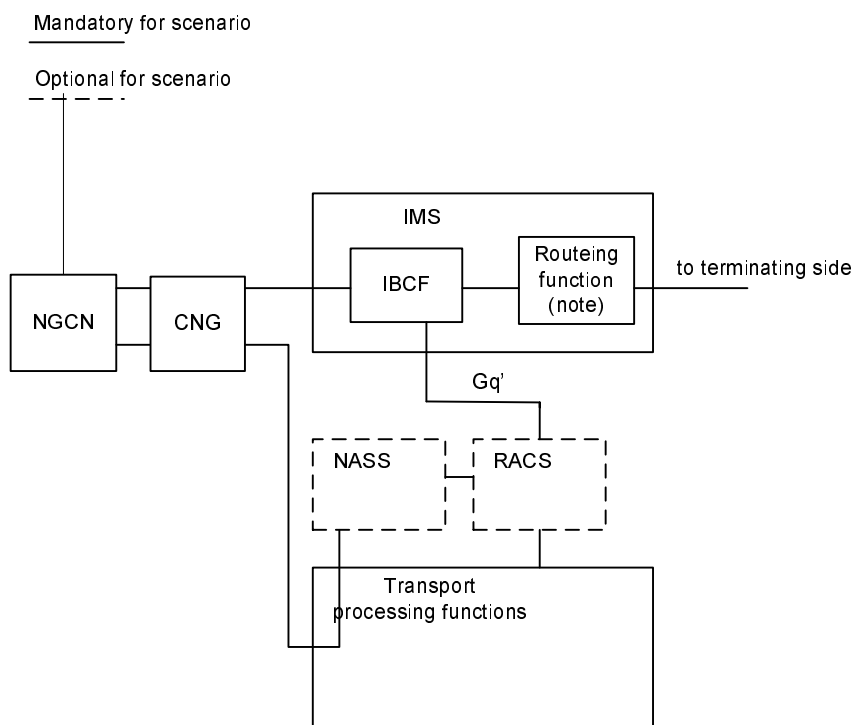 Mandatory for scenario
Optional for scenario
IMS
Routeing
function
(note)
to terminating side
IBCF
NGCN
CNG
Gq’
NASS
RACS
Transport
processing functions